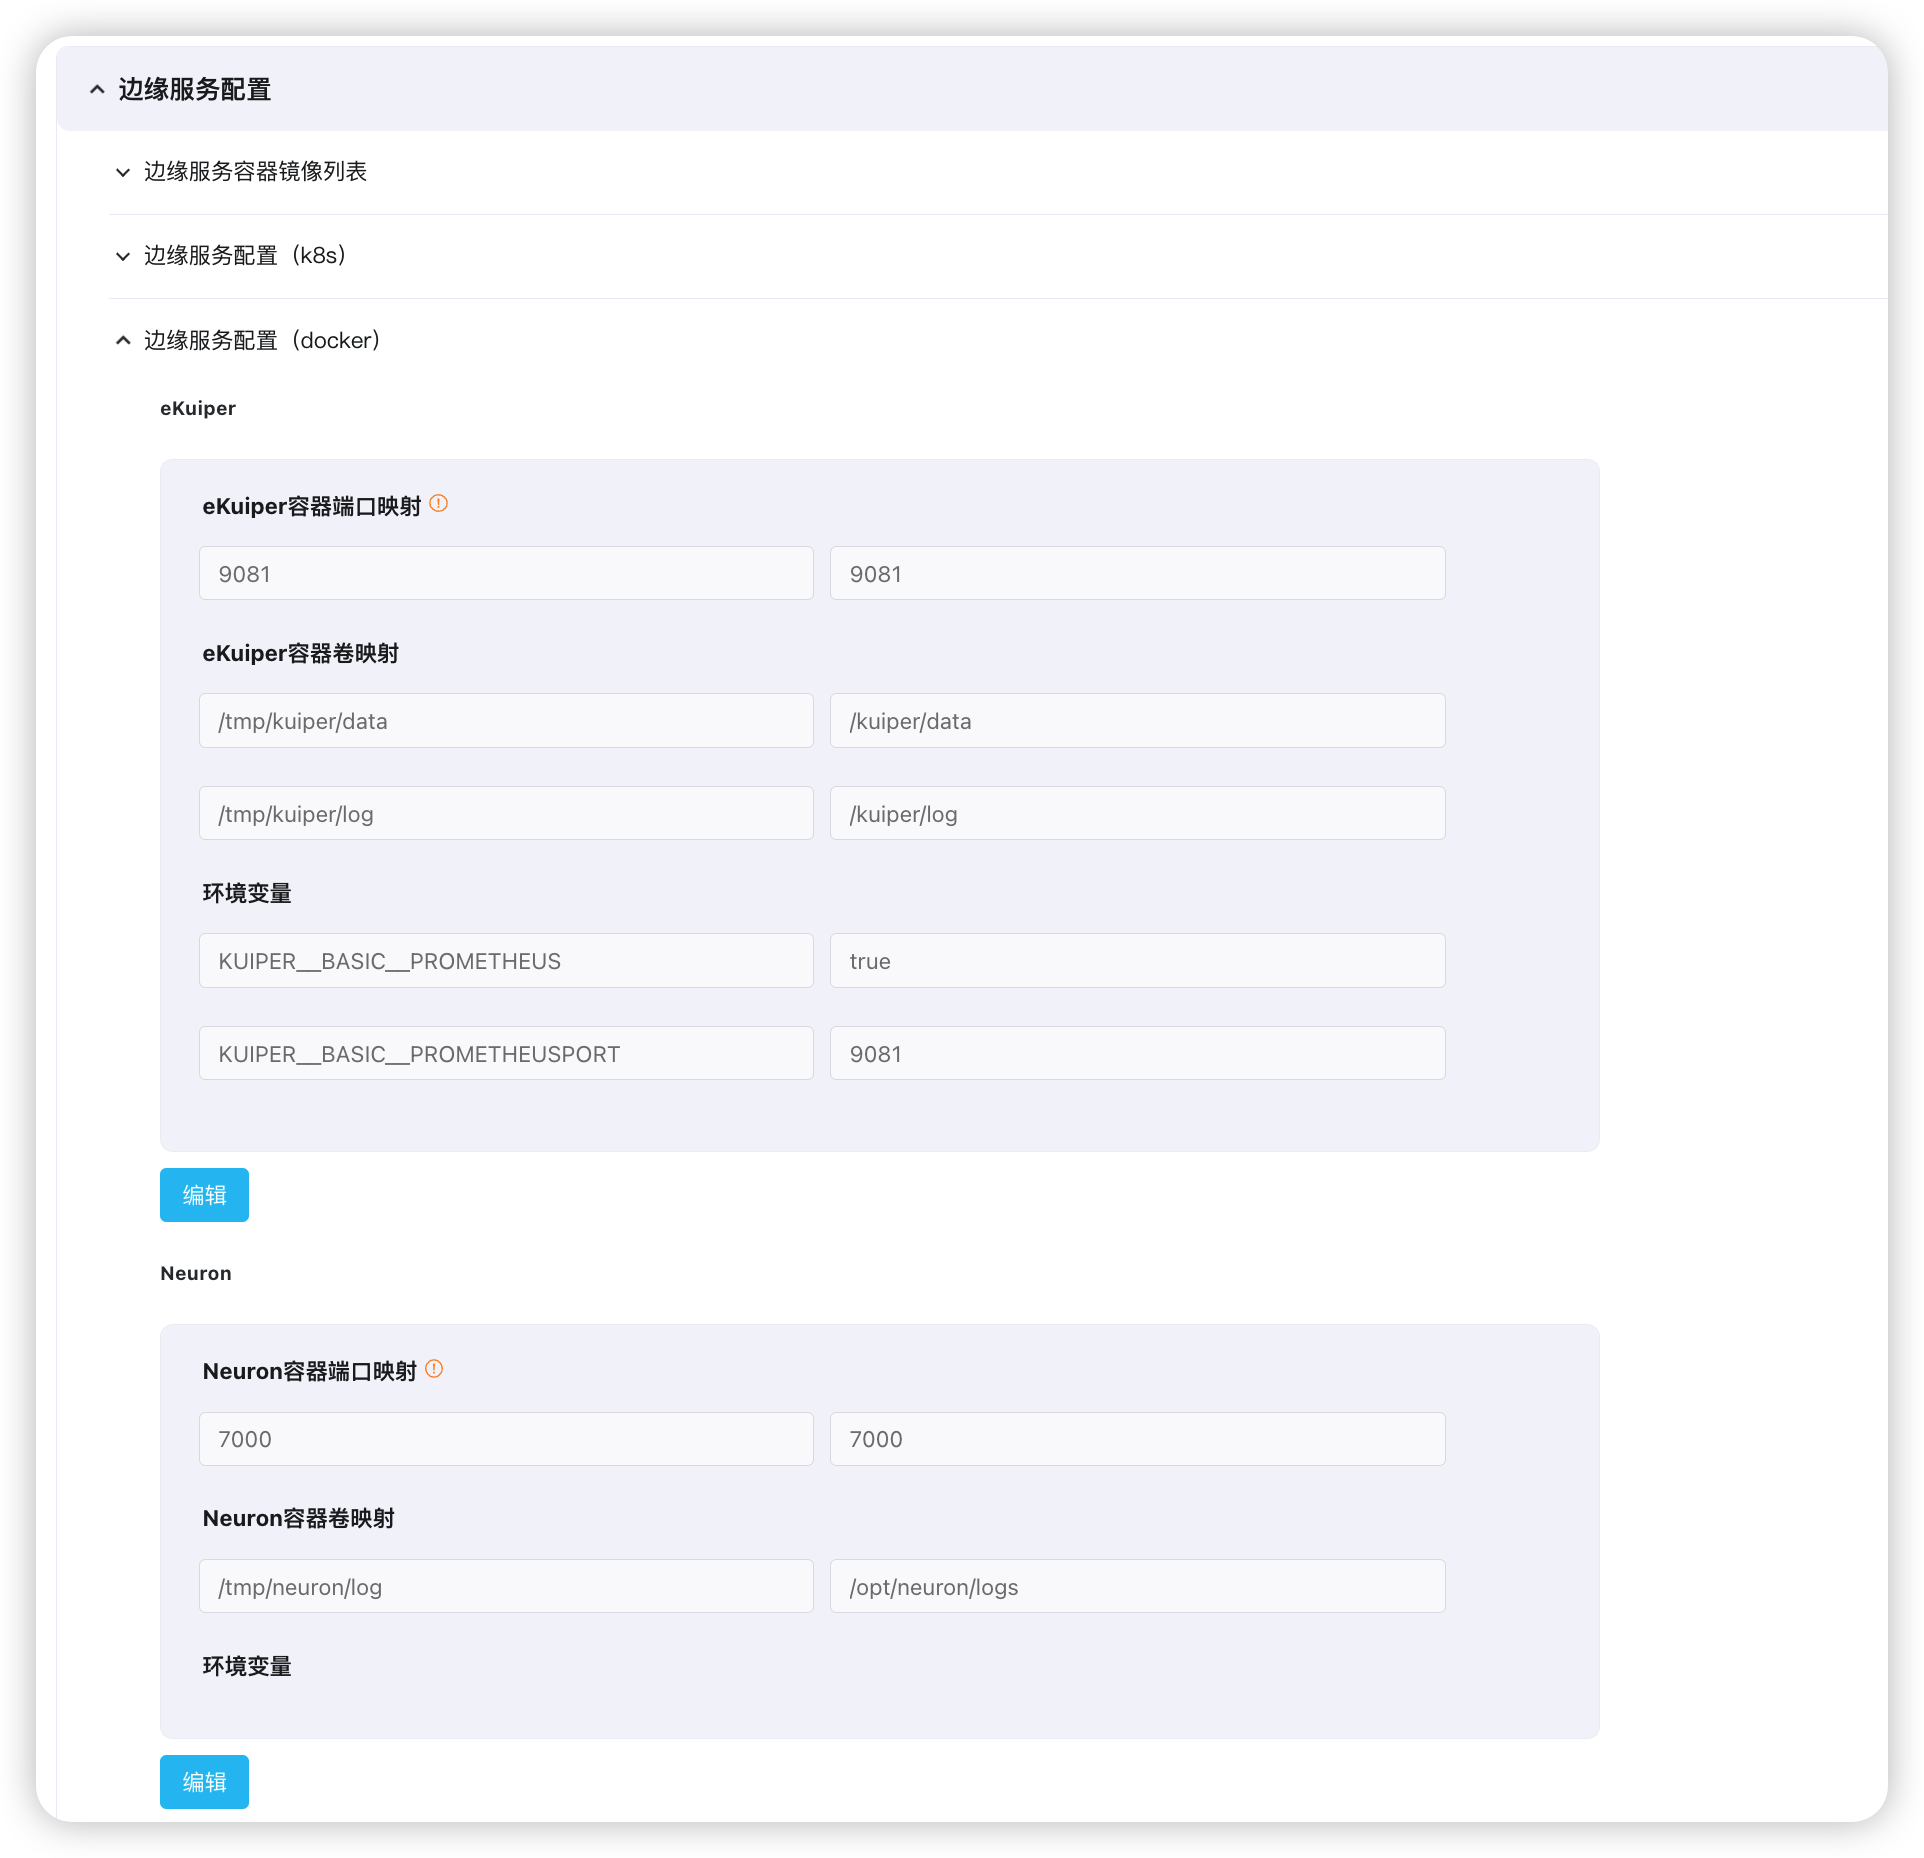 边缘服务配置
边缘服务容器镜像列表
边缘服务配置（k8s）
边缘服务配置（docker）
eKuiper
eKuiper容器端口映射
9081 9081
eKuiper容器卷映射
/tmp/kuiper/data /kuiper/data
/tmp/kuiper/log /kuiper/log
环境变量
KUIPER__BASIC__PROMETHEUS true
KUIPER__BASIC__PROMETHEUSPORT 9081
编辑
Neuron
Neuron容器端口映射
7000 7000
Neuron容器卷映射
/tmp/neuron/log /opt/neuron/logs
环境变量
编辑